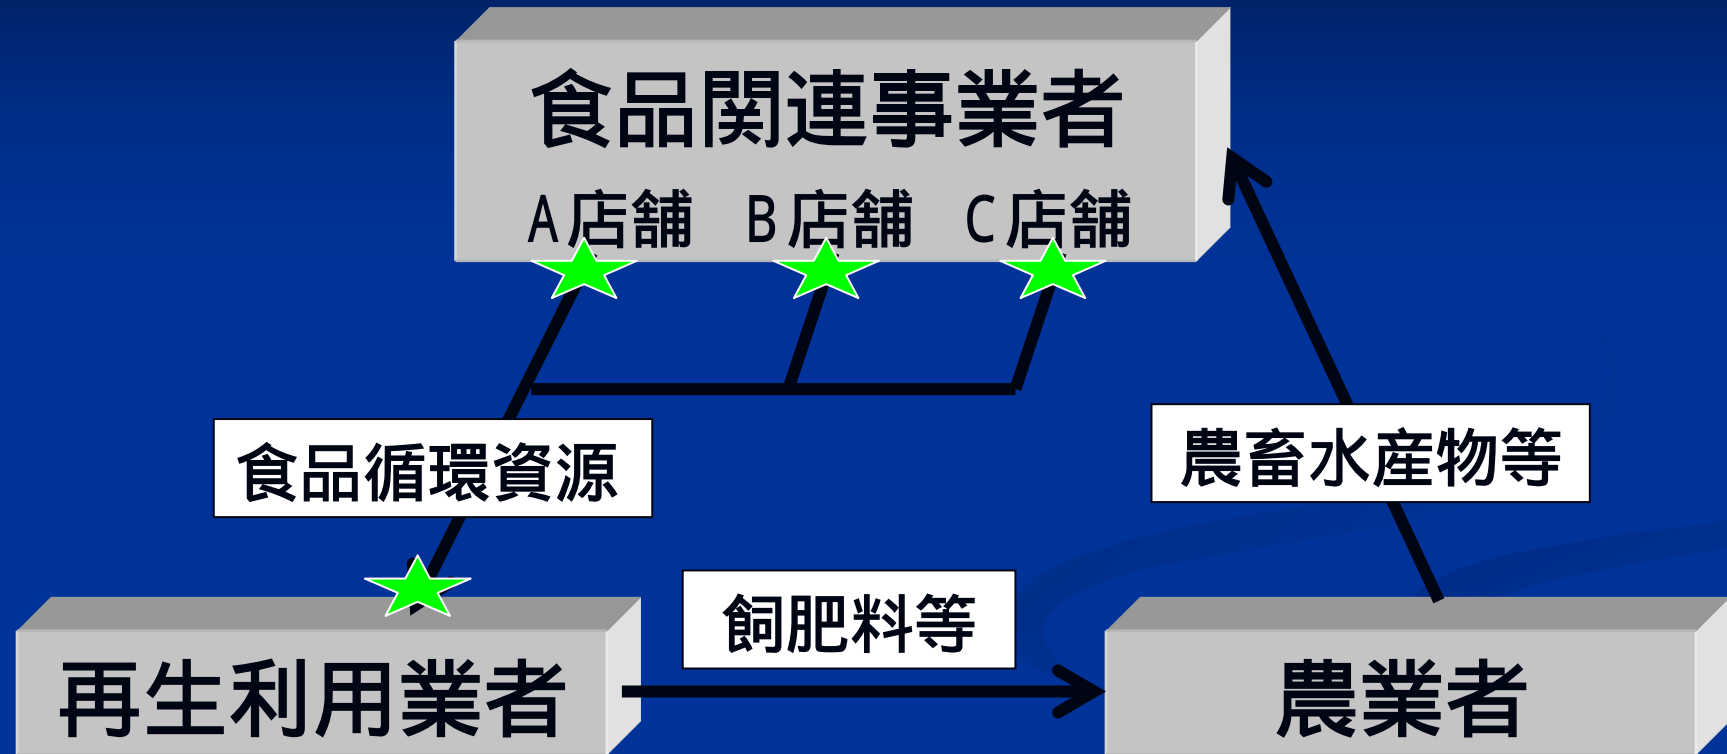 食品関連事業者
A店舗 B店舗 C店舗
食品循環資源
農畜水産物等
飼肥料等
再生利用業者
農業者